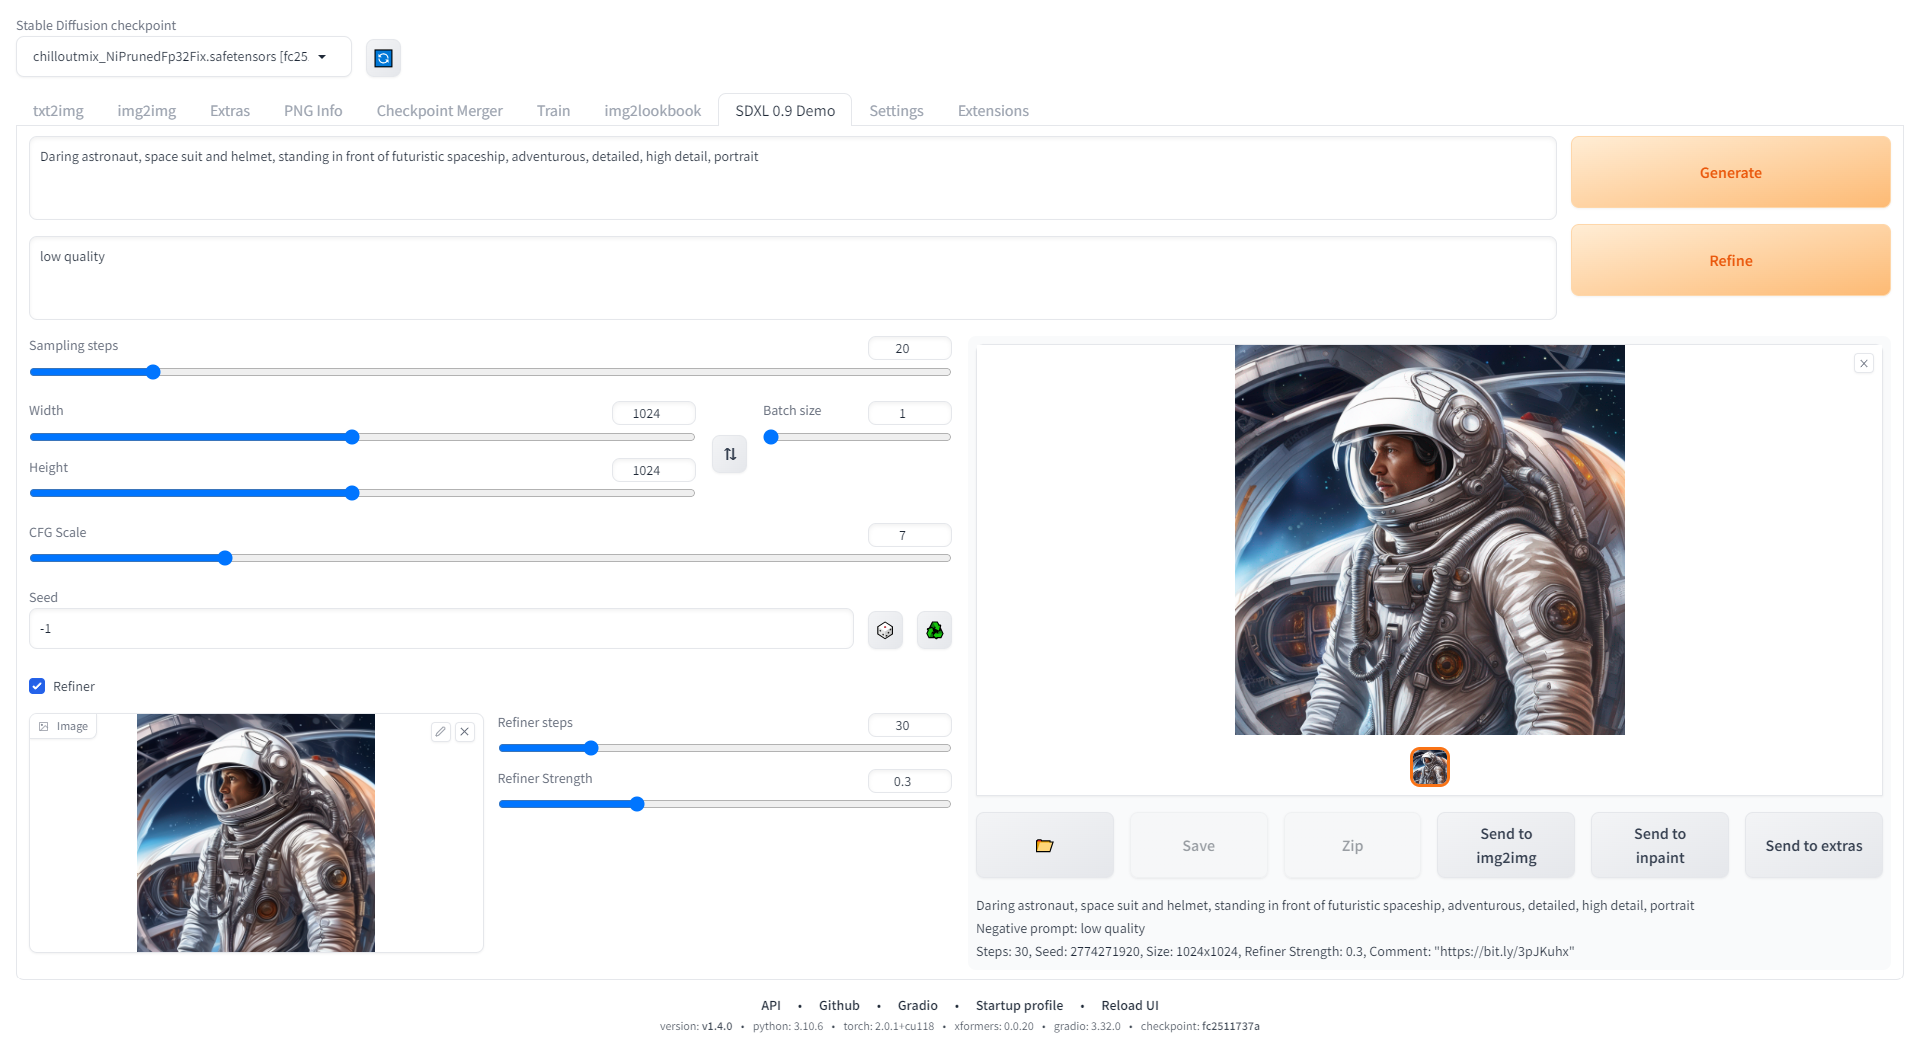 Stable Diffusion checkpoint
chilloutmix_NiPrunedFp32Fix.safetensors [fc25
txt2img img2img Extras PNG Info Checkpoint Merger Train img2lookbook SDXL 0.9 Demo Settings Extensions
Daring astronaut, space suit and helmet, standing in front of futuristic spaceship, adventurous, detailed, high detail, portrait
Generate
low quality
Refine
Sampling steps 20
Width 1024
Batch size 1
Height 1024
CFG Scale 7
Seed
-1
Refiner
Image
Refiner steps 30
Refiner Strength 0.3
Save
Zip
Send to
img2img
Send to
inpaint
Send to extras
Daring astronaut, space suit and helmet, standing in front of futuristic spaceship, adventurous, detailed, high detail, portrait
Negative prompt: low quality
Steps: 30, Seed: 2774271920, Size: 1024x1024, Refiner Strength: 0.3, Comment: "https://bit.ly/3pJKuhx"
API • Github • Gradio • Startup profile • Reload UI
version: v1.4.0 • python: 3.10.6 • torch: 2.0.1+cu118 • xformers: 0.0.20 • gradio: 3.32.0 • checkpoint: fc2511737a